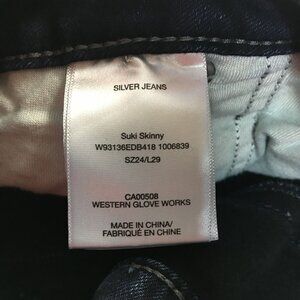 SILVER JEANS
Suki Skinny
W93136EDB418 1006839
SZ24/L29
CA00508
WESTERN GLOVE WORKS
MADE IN CHINA/
FABRIQUÉ EN CHINE